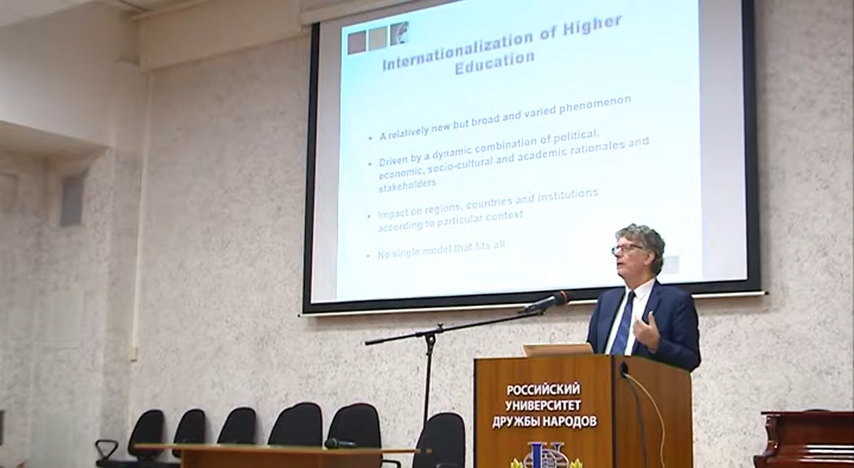 Internationalization of Higher
Education
• A relatively new but broad and varied phenomenon
• Driven by a dynamic combination of political,
economic, socio-cultural and academic rationales and
stakeholders
• Impact on regions, countries and institutions
according to particular context
• No single model that fits all
РОССИЙСКИЙ
УНИВЕРСИТЕТ
ДРУЖБЫ НАРОДОВ